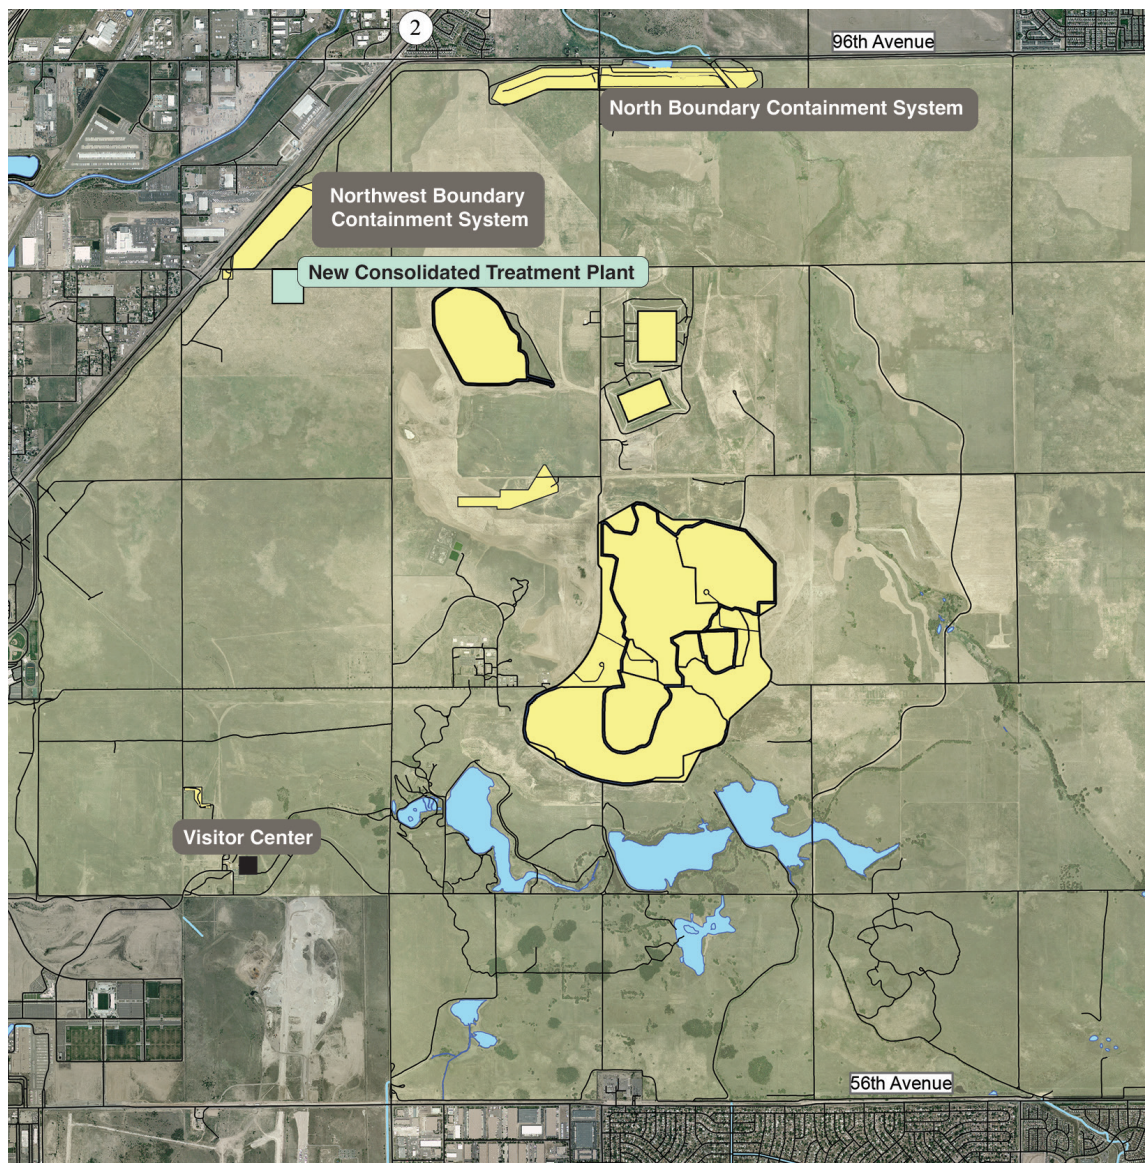 2
96th Avenue
North Boundary Containment System
Northwest Boundary
Containment System
New Consolidated Treatment Plant
Visitor Center
56th Avenue